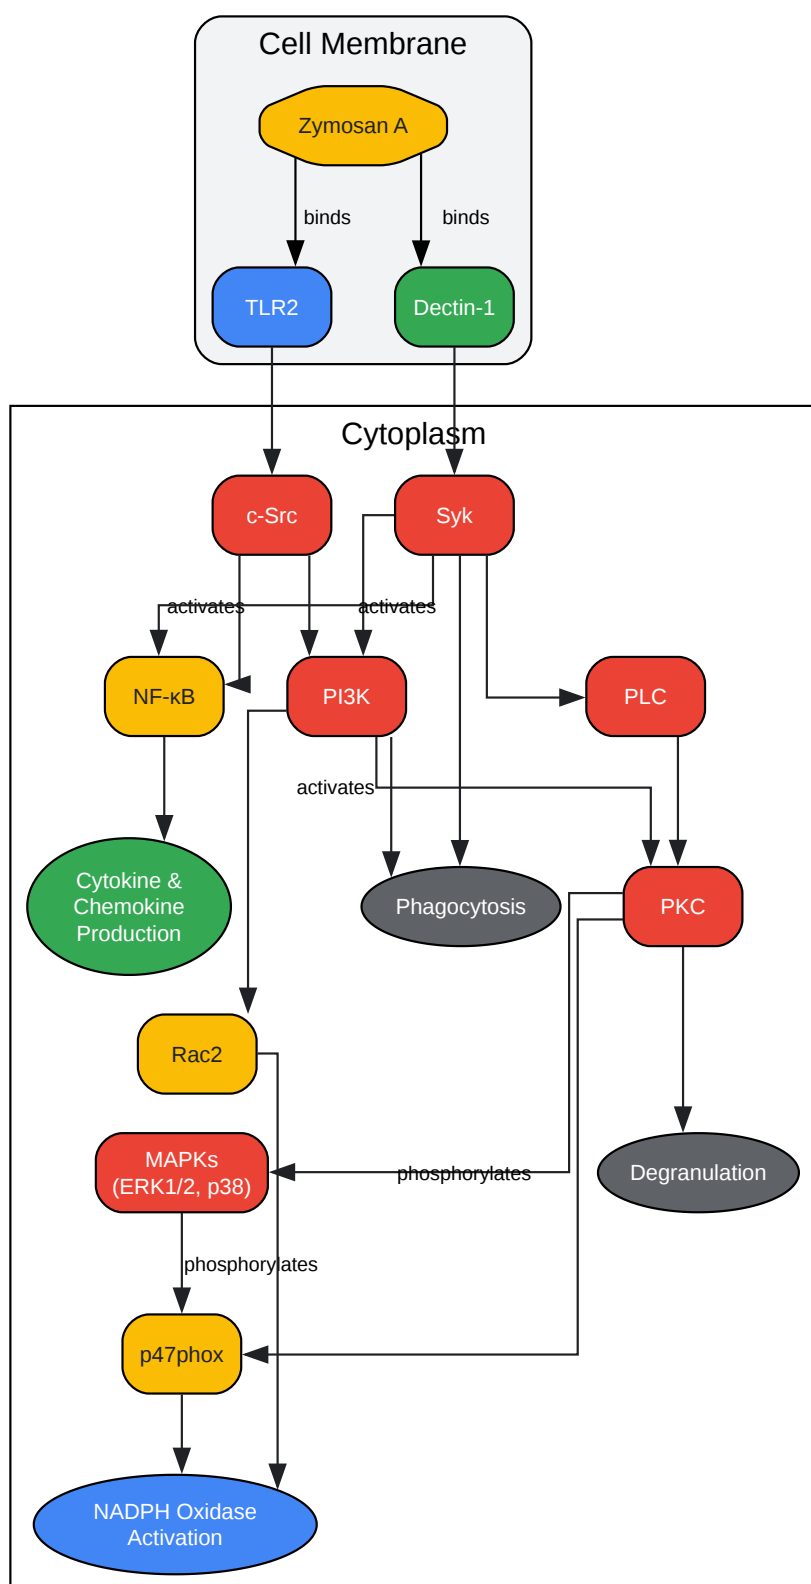 Cell Membrane
Zymosan A
binds
binds
TLR2
Dectin-1
Cytoplasm
c-Src
Syk
activates
activates
NF-κB
PI3K
PLC
activates
Cytokine &
Chemokine
Production
Phagocytosis
PKC
Rac2
MAPKs
(ERK1/2, p38)
phosphorylates
Degranulation
phosphorylates
p47phox
NADPH Oxidase
Activation